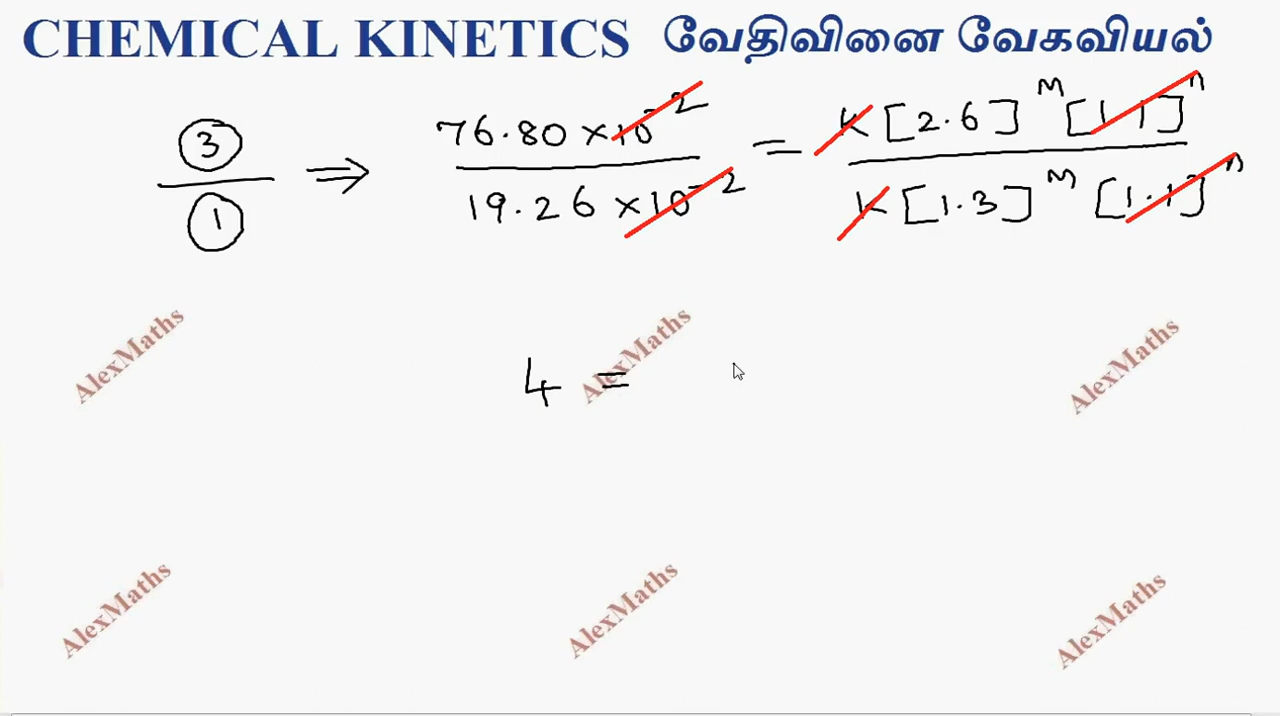 CHEMICAL KINETICS வேதிவினை வேகவியல்
3 / 1 ⇒ 76.80 × 10⁻² / 19.26 × 10⁻² = K [2.6]ᵐ [1.1]ⁿ / K [1.3]ᵐ [1.1]ⁿ
AlexMaths AlexMaths AlexMaths
4 =
AlexMaths AlexMaths AlexMaths